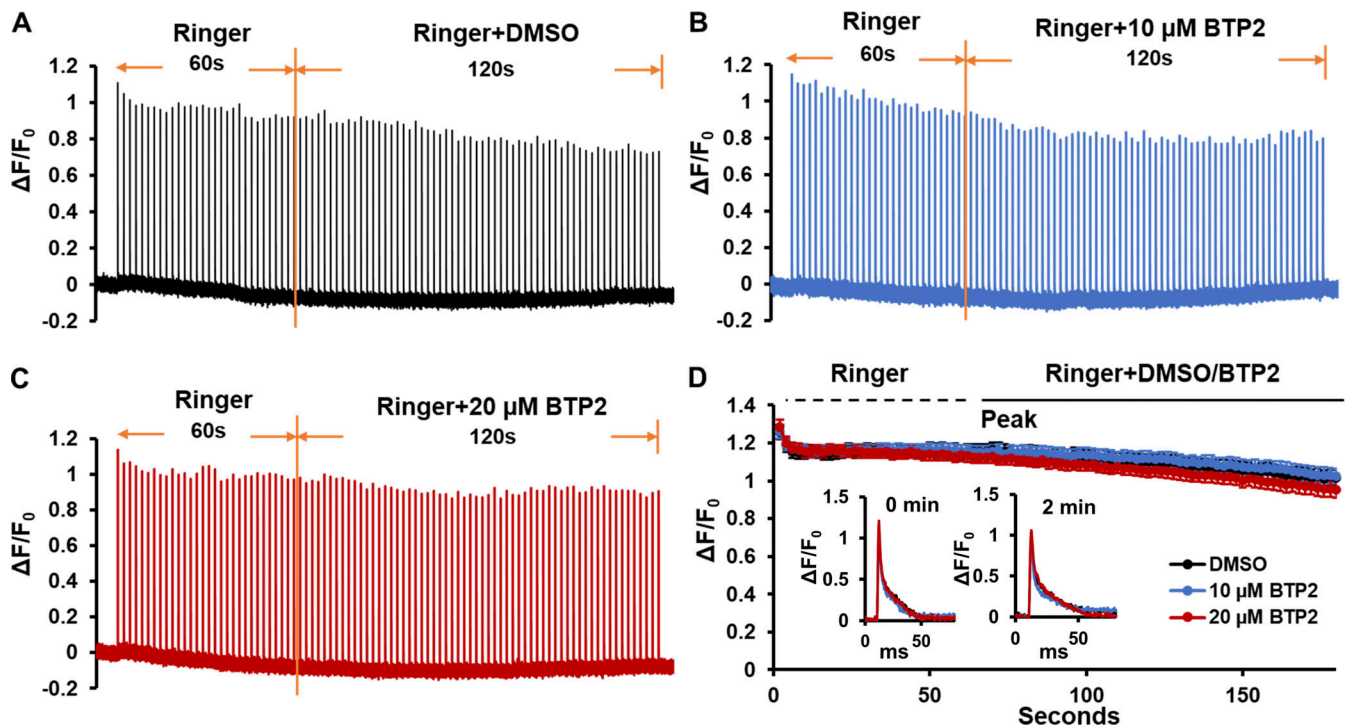 A
Ringer
Ringer+DMSO
60s
120s
1.2
1
0.8
0.6
0.4
0.2
0
-0.2
ΔF/F0
B
Ringer
Ringer+10 µM BTP2
60s
120s
1.2
1
0.8
0.6
0.4
0.2
0
-0.2
ΔF/F0
C
Ringer
Ringer+20 µM BTP2
60s
120s
1.2
1
0.8
0.6
0.4
0.2
0
-0.2
ΔF/F0
D
Ringer
Ringer+DMSO/BTP2
Peak
1.4
1.2
1
0.8
0.6
0.4
0.2
0
ΔF/F0
0 min
1.5
1
0.5
0
ΔF/F0
0
50
ms
2 min
1.5
1
0.5
0
ΔF/F0
0
50
ms
DMSO
10 µM BTP2
20 µM BTP2
0
50
100
150
Seconds